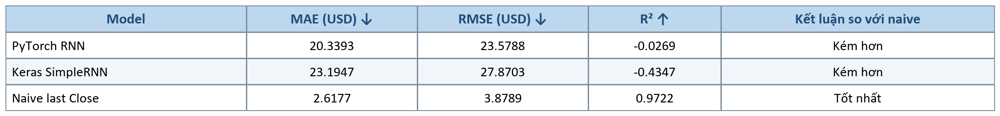 Model MAE (USD) ↓ RMSE (USD) ↓ R² ↑ Kết luận so với naive
PyTorch RNN 20.3393 23.5788 -0.0269 Kém hơn
Keras SimpleRNN 23.1947 27.8703 -0.4347 Kém hơn
Naive last Close 2.6177 3.8789 0.9722 Tốt nhất